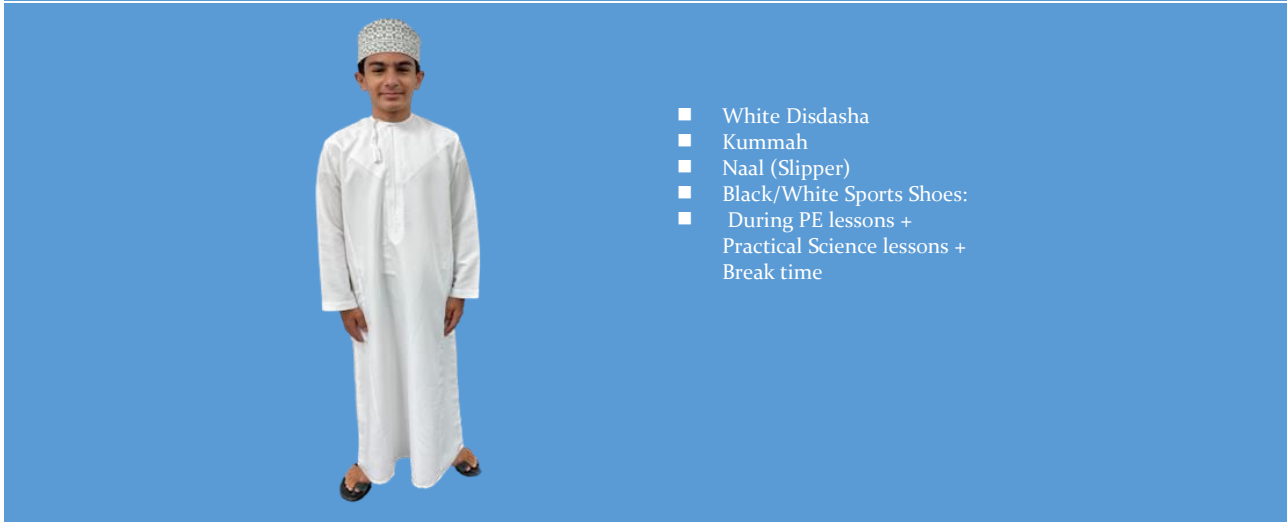 White Disdasha
Kummah
Naal (Slipper)
Black/White Sports Shoes:
During PE lessons +
Practical Science lessons +
Break time